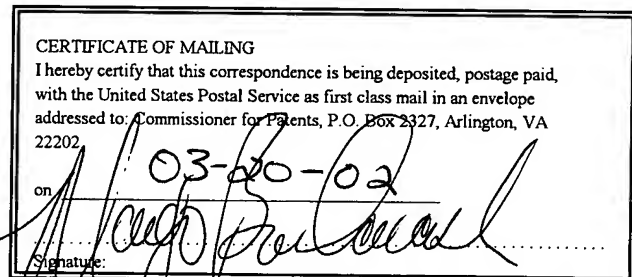 CERTIFICATE OF MAILING
I hereby certify that this correspondence is being deposited, postage paid,
with the United States Postal Service as first class mail in an envelope
addressed to: Commissioner for Patents, P.O. Box 2327, Arlington, VA
22202
on 03-20-02
Signature: